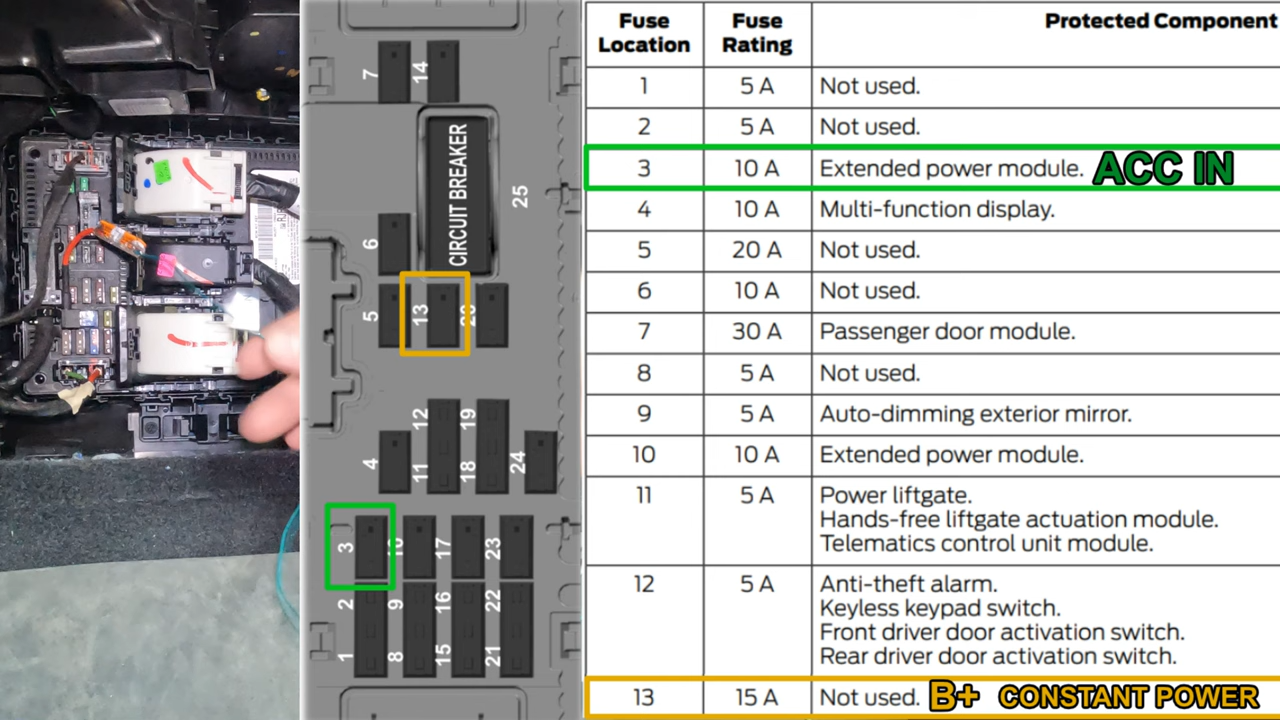 7
14
CIRCUIT BREAKER
25
6
5
13
12
19
4
11
18
24
3
17
23
2
9
16
22
1
8
15
21
Fuse Location
Fuse Rating
Protected Component
1 5 A Not used.
2 5 A Not used.
3 10 A Extended power module. ACC IN
4 10 A Multi-function display.
5 20 A Not used.
6 10 A Not used.
7 30 A Passenger door module.
8 5 A Not used.
9 5 A Auto-dimming exterior mirror.
10 10 A Extended power module.
11 5 A Power liftgate.
Hands-free liftgate actuation module.
Telematics control unit module.
12 5 A Anti-theft alarm.
Keyless keypad switch.
Front driver door activation switch.
Rear driver door activation switch.
13 15 A Not used. B+ CONSTANT POWER